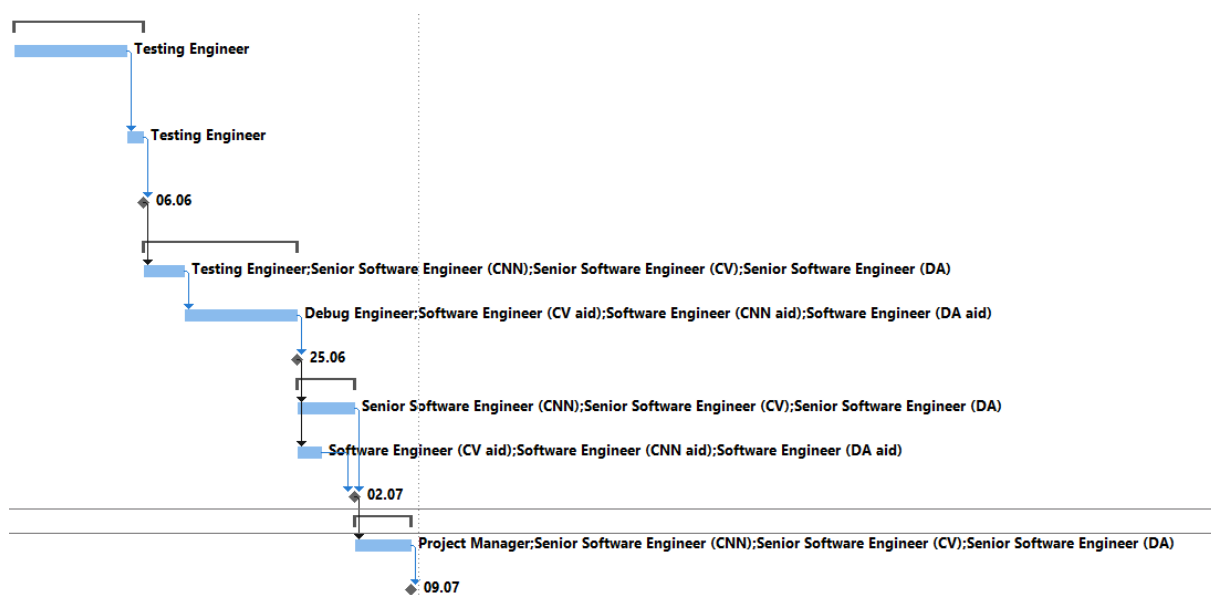 Testing Engineer
Testing Engineer
06.06
Testing Engineer;Senior Software Engineer (CNN);Senior Software Engineer (CV);Senior Software Engineer (DA)
Debug Engineer;Software Engineer (CV aid);Software Engineer (CNN aid);Software Engineer (DA aid)
25.06
Senior Software Engineer (CNN);Senior Software Engineer (CV);Senior Software Engineer (DA)
Software Engineer (CV aid);Software Engineer (CNN aid);Software Engineer (DA aid)
02.07
Project Manager;Senior Software Engineer (CNN);Senior Software Engineer (CV);Senior Software Engineer (DA)
09.07